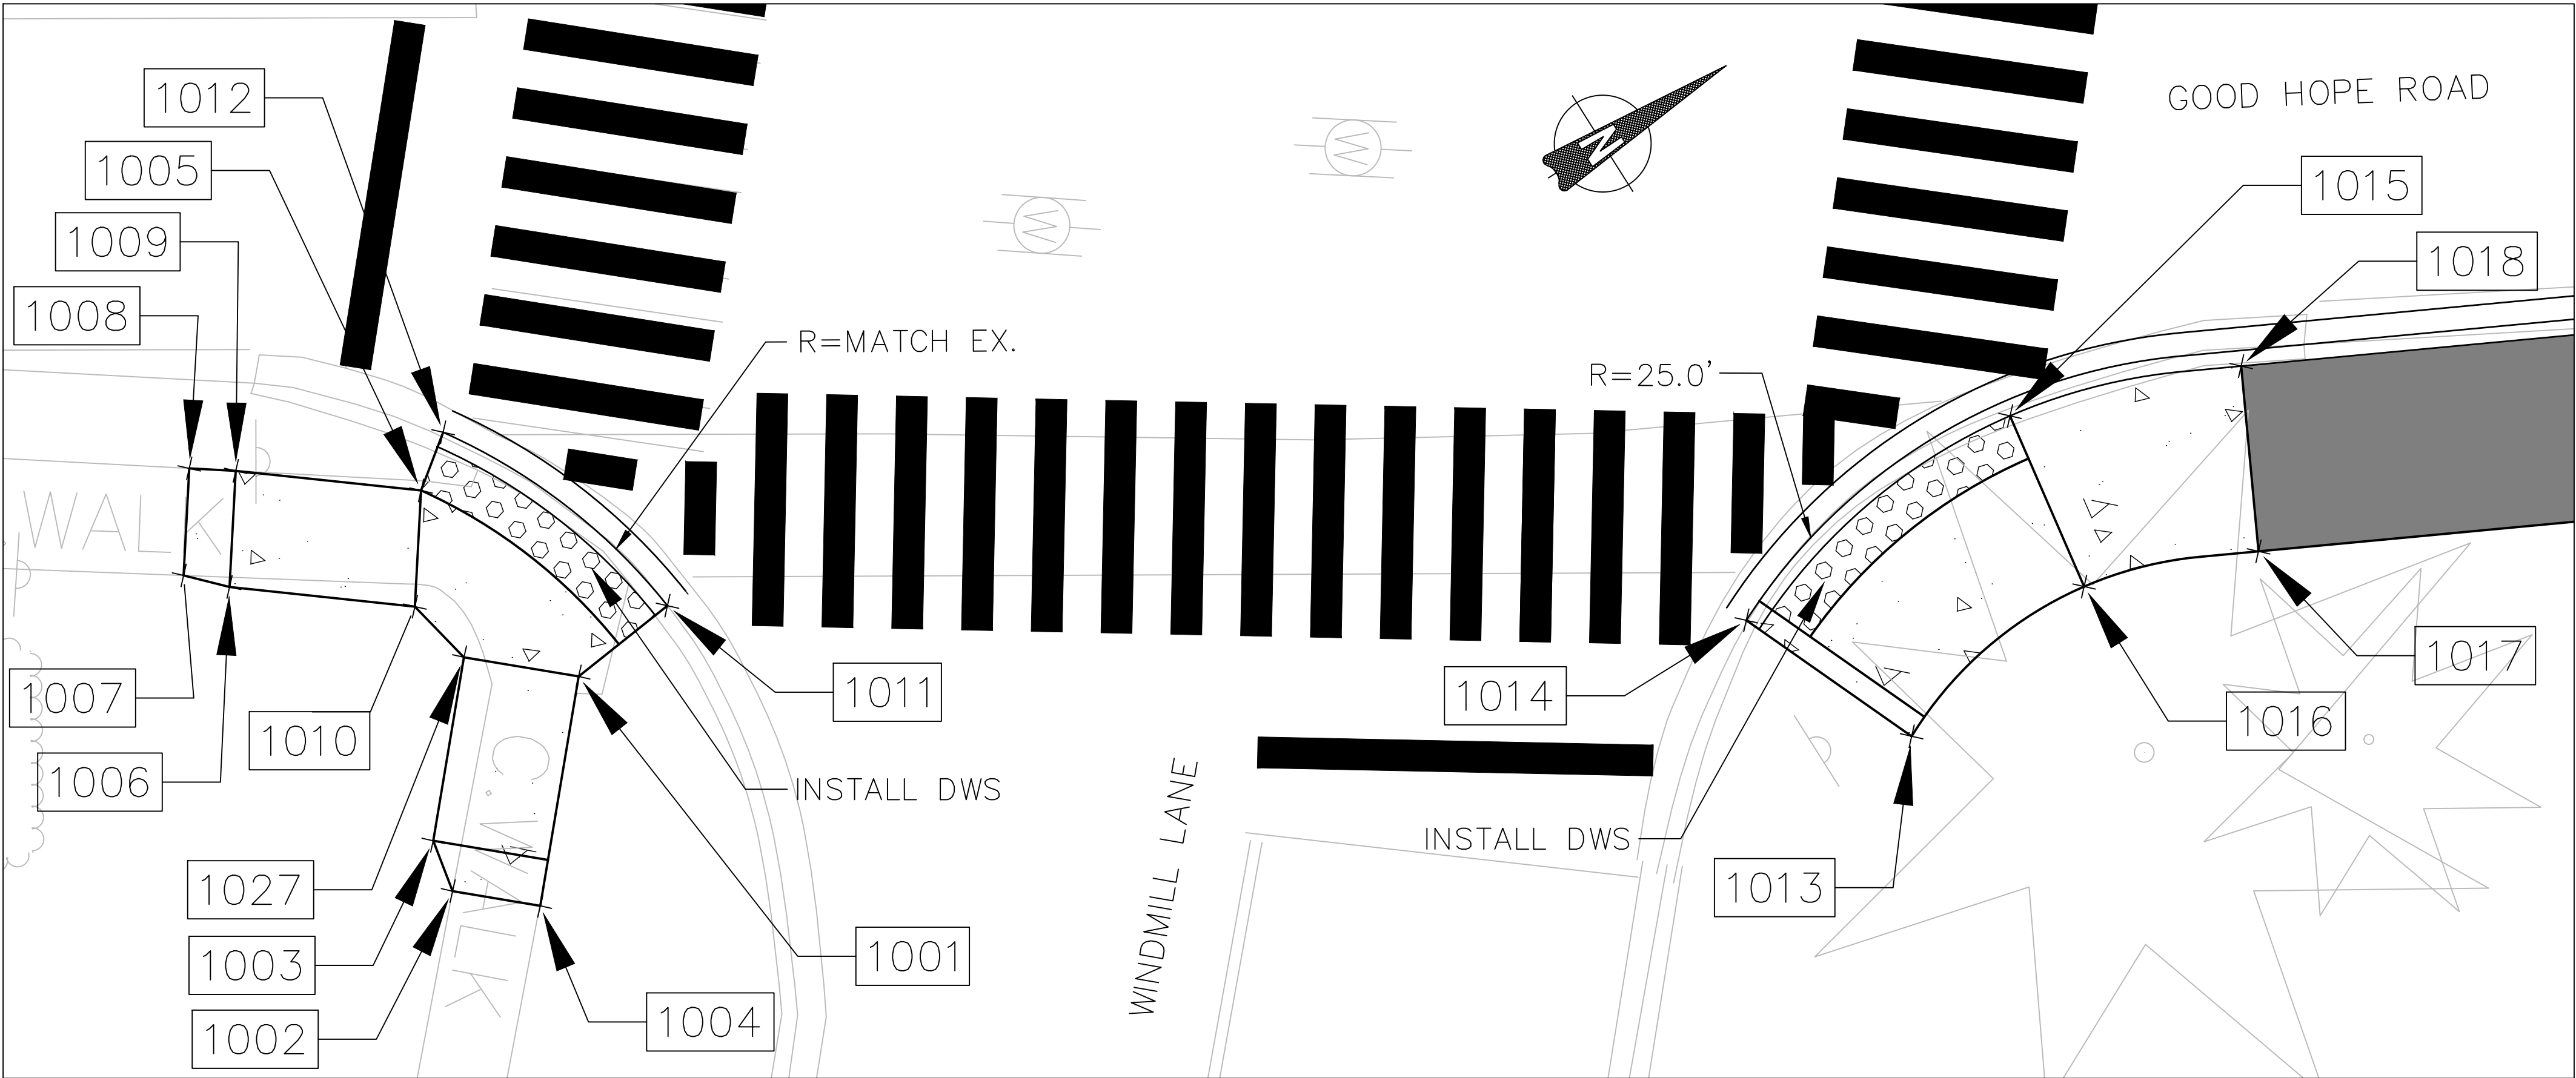 GOOD HOPE ROAD
1012
1005
1009
1008
1015
1018
W
W
N
R=MATCH EX.
R=25.0'
WALK
1007
1010
1006
1011
1014
1016
1017
INSTALL DWS
INSTALL DWS
WINDMILL LANE
C.WALK
1027
1003
1002
1001
1004
1013